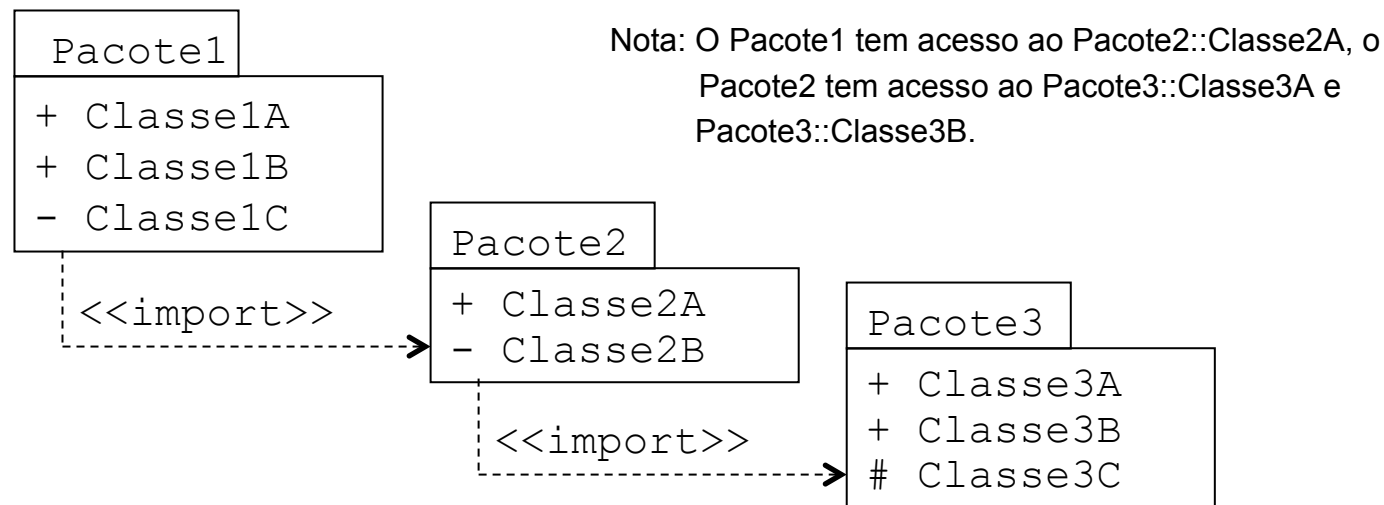 Pacote1
+ Classe1A
+ Classe1B
- Classe1C
Nota: O Pacote1 tem acesso ao Pacote2::Classe2A, o
Pacote2 tem acesso ao Pacote3::Classe3A e
Pacote3::Classe3B.
<<import>>
Pacote2
+ Classe2A
- Classe2B
<<import>>
Pacote3
+ Classe3A
+ Classe3B
# Classe3C